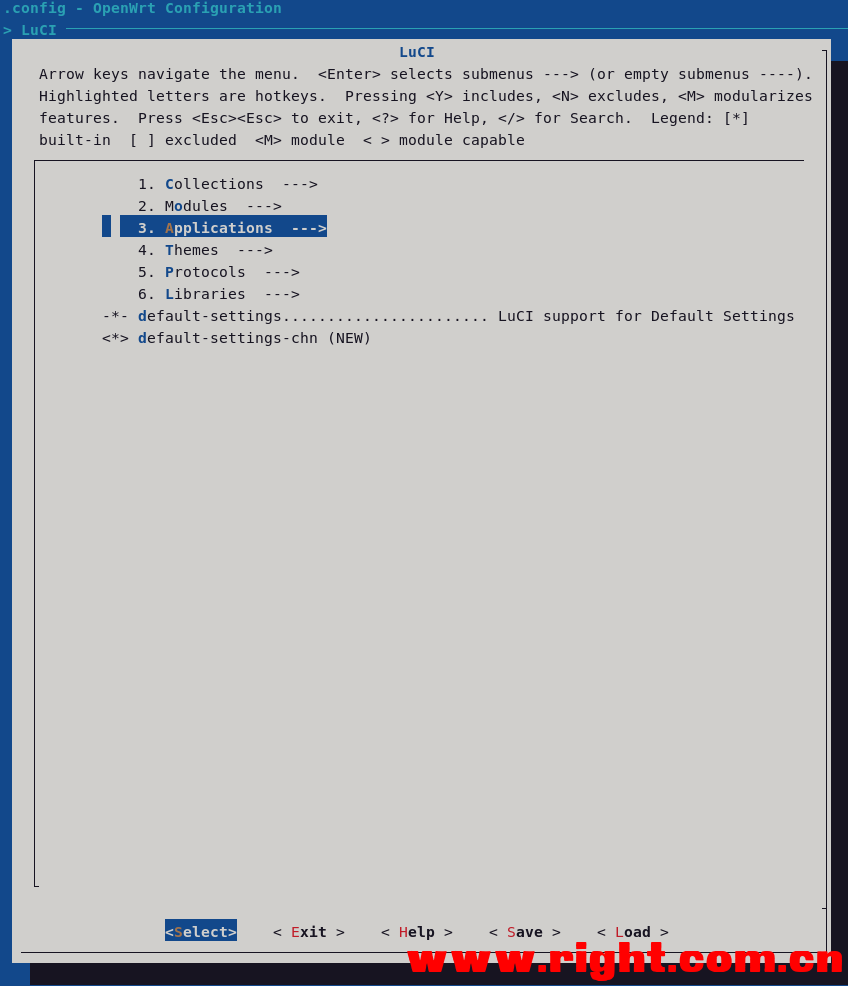 .config - OpenWrt Configuration
> LuCI
LuCI
Arrow keys navigate the menu.  <Enter> selects submenus ---> (or empty submenus ----).
Highlighted letters are hotkeys.  Pressing <Y> includes, <N> excludes, <M> modularizes
features.  Press <Esc><Esc> to exit, <?> for Help, </> for Search.  Legend: [*]
built-in  [ ] excluded  <M> module  < > module capable
1. Collections  --->
2. Modules  --->
3. Applications  --->
4. Themes  --->
5. Protocols  --->
6. Libraries  --->
-*- default-settings....................... LuCI support for Default Settings
<*> default-settings-chn (NEW)
<Select>    < Exit >    < Help >    < Save >    < Load >
www.right.com.cn